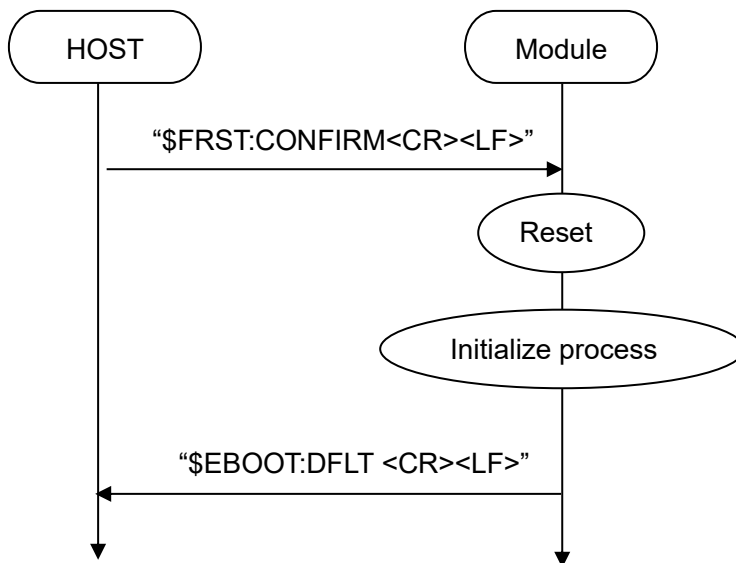 HOST
Module
“$FRST:CONFIRM<CR><LF>”
Reset
Initialize process
“$EBOOT:DFLT <CR><LF>”